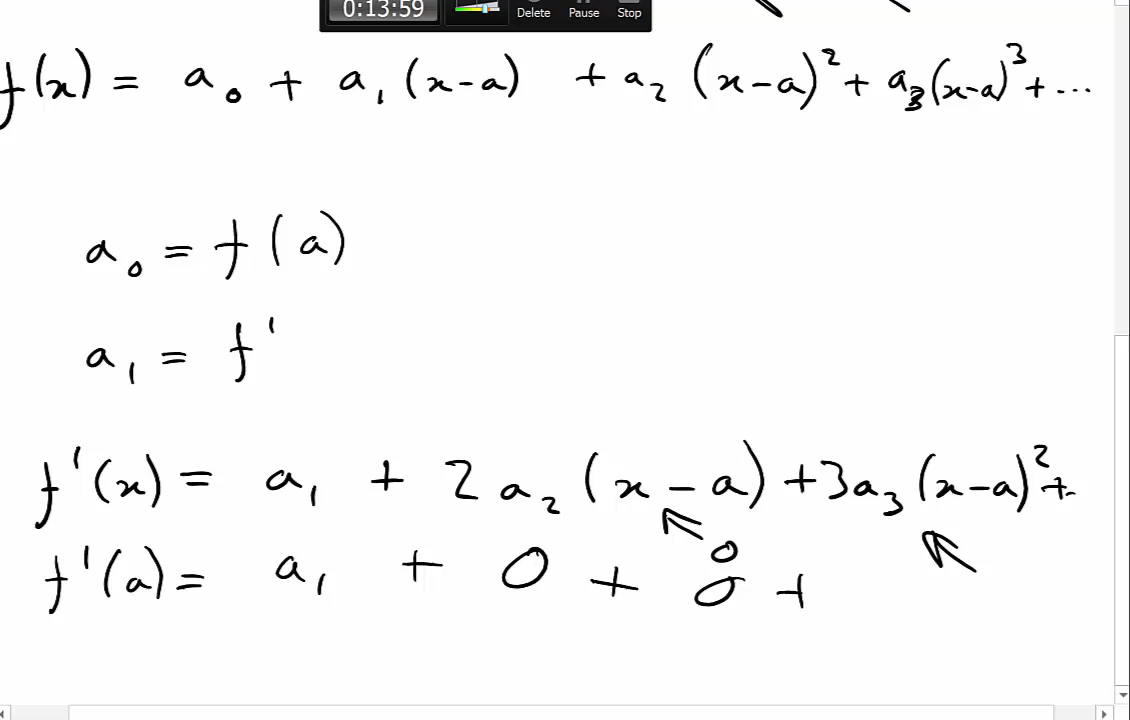 0:13:59 Delete Pause Stop
f(x) = a₀ + a₁(x-a) + a₂(x-a)² + a₃(x-a)³ + ...
a₀ = f(a)
a₁ = f'
f'(x) = a₁ + 2a₂(x-a) + 3a₃(x-a)² +
0
f'(a) = a₁ + 0 + 0 +